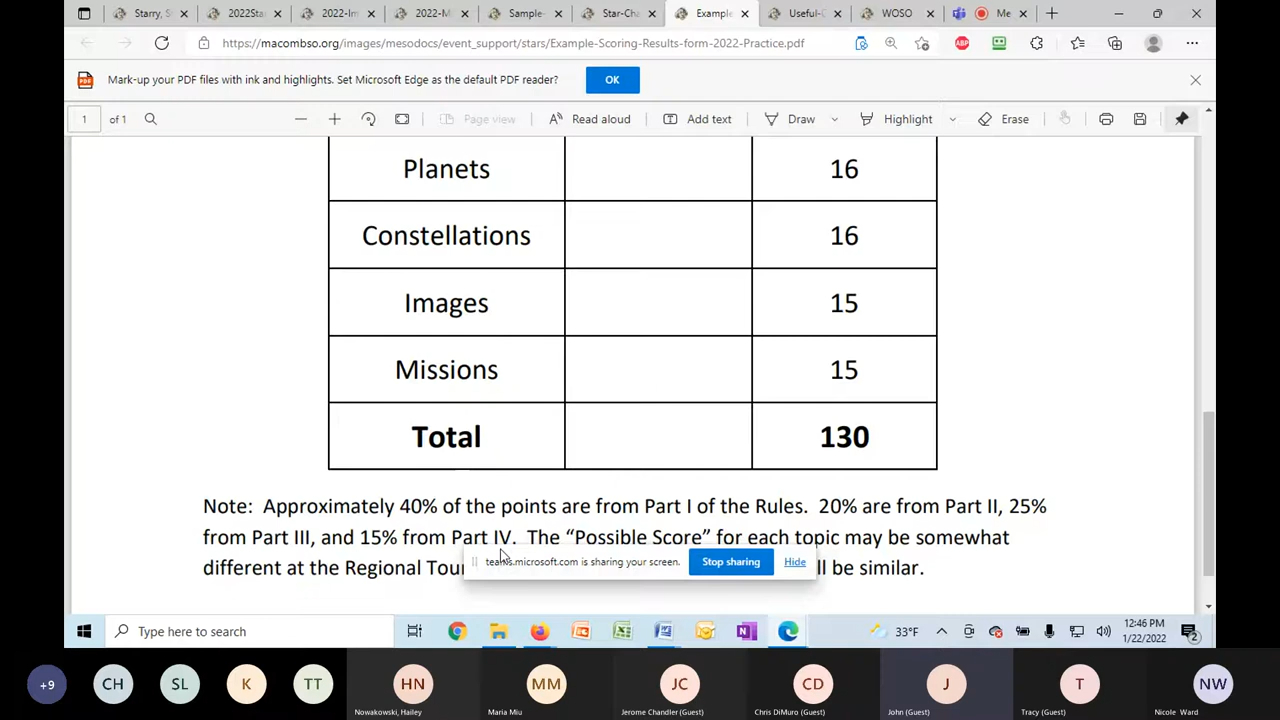 Starry, S
2022Sta
2022-Im
2022-M
Sample-
Star-Cha
Example
Useful-
WOSO
Me
https://macombso.org/images/mesodocs/event_support/stars/Example-Scoring-Results-form-2022-Practice.pdf
ABP
PDF
Mark-up your PDF files with ink and highlights. Set Microsoft Edge as the default PDF reader?
OK
1 of 1
Page view
Read aloud
Add text
Draw
Highlight
Erase
Planets 16
Constellations 16
Images 15
Missions 15
Total 130
Note: Approximately 40% of the points are from Part I of the Rules. 20% are from Part II, 25%
from Part III, and 15% from Part IV. The “Possible Score” for each topic may be somewhat
different at the Regional Tour
ll be similar.
teams.microsoft.com is sharing your screen.
Stop sharing
Hide
Type here to search
33°F
12:46 PM
1/22/2022
2
+9
CH
SL
K
TT
HN
MM
JC
CD
J
T
NW
Nowakowski, Hailey
Maria Miu
Jerome Chandler (Guest)
Chris DiMuro (Guest)
John (Guest)
Tracy (Guest)
Nicole Ward